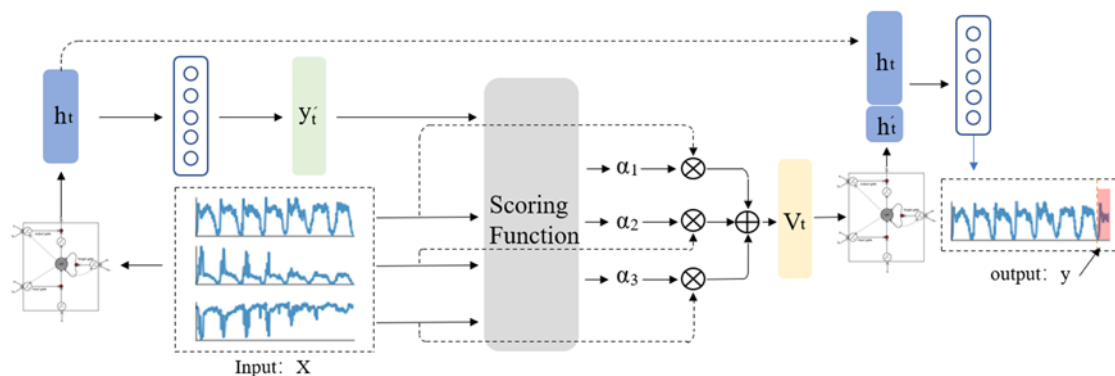 hₜ
y′ₜ
Scoring
Function
α₁
α₂
α₃
Vₜ
hₜ
h′ₜ
Input: X
output: y